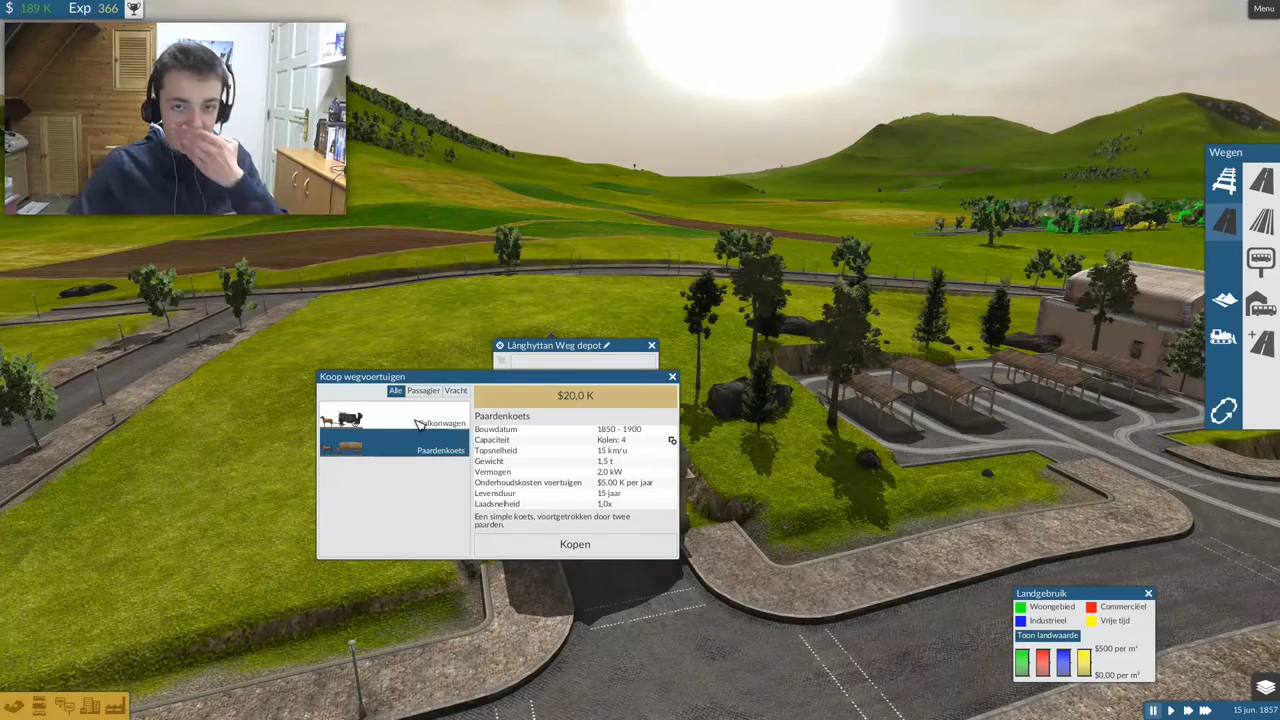 $ 189 K Exp 366
Menu
Wegen
Långhyttan Weg depot
Koop wegvoertuigen
Alle Passagier Vracht
Paardenkoets
$20,0 K
Paardenkoets
Bouwdatum 1850 - 1900
Capaciteit Kolen: 4
Topsnelheid 15 km/u
Gewicht 1,5 t
Vermogen 2,0 kW
Onderhoudskosten voertuigen $5,00 K per jaar
Levensduur 15 jaar
Laadsnelheid 1,0x
Een simple koets, voortgetrokken door twee
paarden.
Kopen
Landgebruik
Woongebied Commerciëel
Industrieel Vrije tijd
Toon landwaarde
$500 per m²
$0,00 per m²
15 jun. 1857